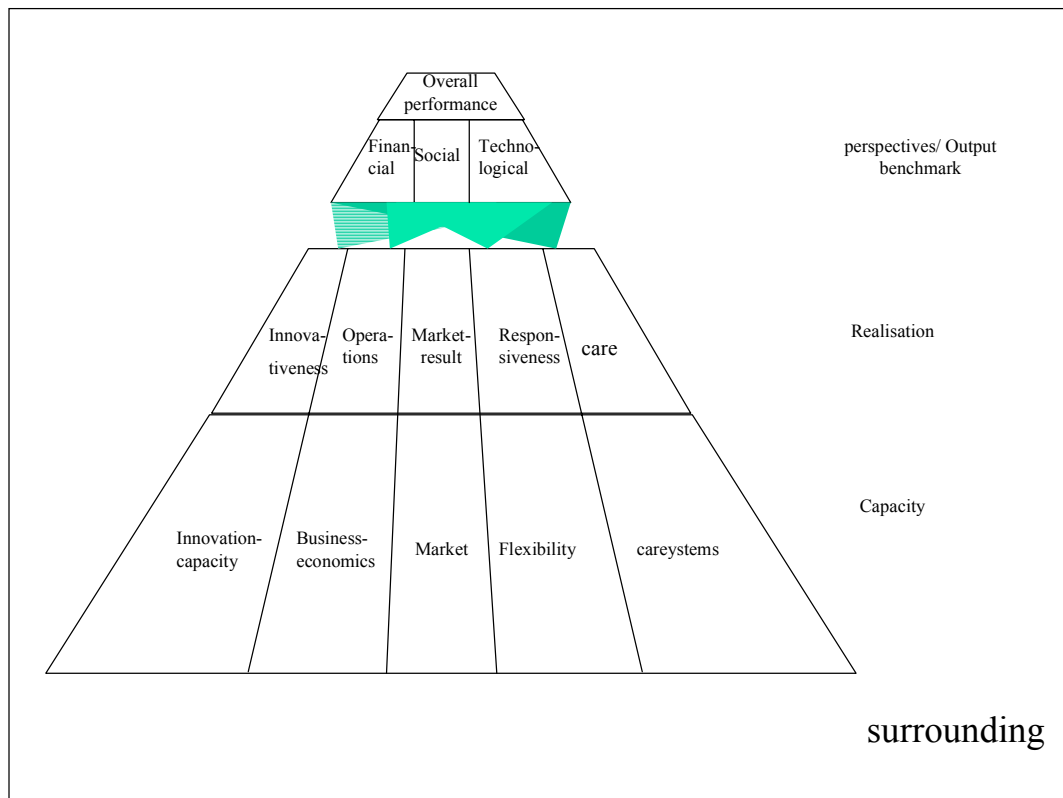 Overall
performance
Finan-
cial
Social
Techno-
logical
perspectives/ Output
benchmark
Innova-
tiveness
Opera-
tions
Market-
result
Respon-
siveness
care
Realisation
Innovation-
capacity
Business-
economics
Market
Flexibility
careystems
Capacity
surrounding